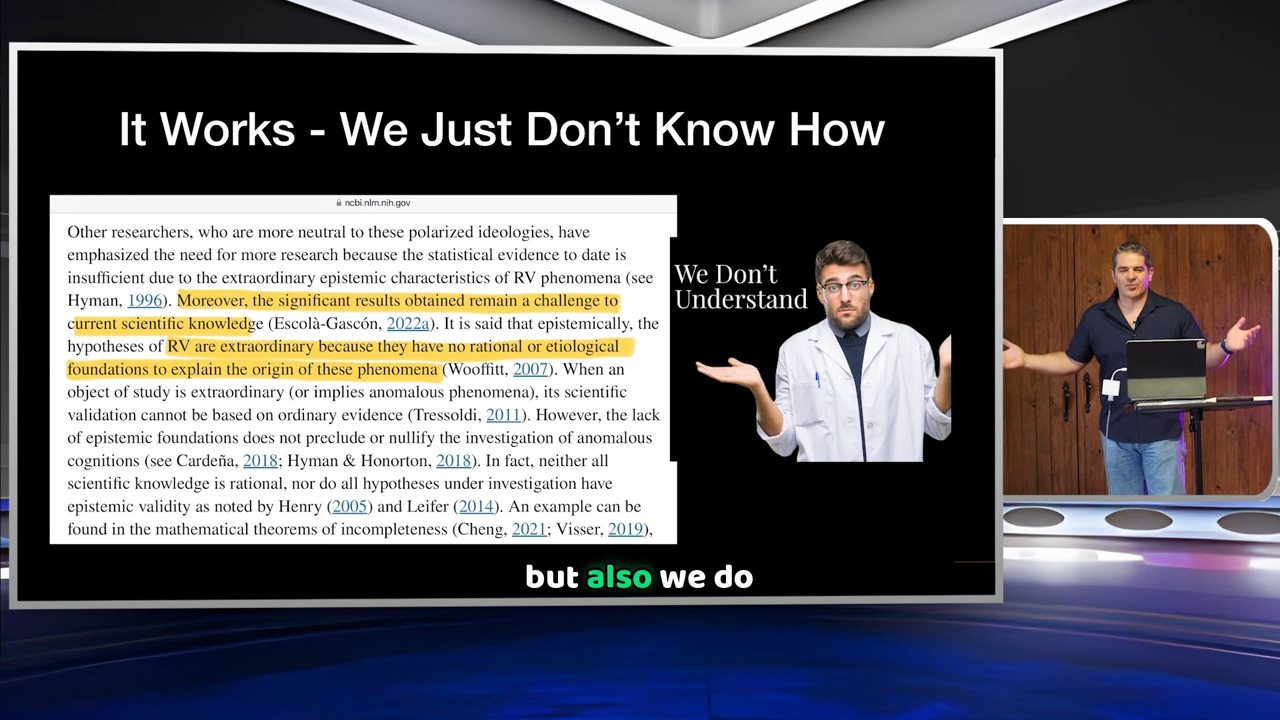 It Works - We Just Don't Know How
ncbi.nlm.nih.gov
Other researchers, who are more neutral to these polarized ideologies, have
emphasized the need for more research because the statistical evidence to date is
insufficient due to the extraordinary epistemic characteristics of RV phenomena (see
Hyman, 1996). Moreover, the significant results obtained remain a challenge to
current scientific knowledge (Escolà-Gascón, 2022a). It is said that epistemically, the
hypotheses of RV are extraordinary because they have no rational or etiological
foundations to explain the origin of these phenomena (Wooffitt, 2007). When an
object of study is extraordinary (or implies anomalous phenomena), its scientific
validation cannot be based on ordinary evidence (Tressoldi, 2011). However, the lack
of epistemic foundations does not preclude or nullify the investigation of anomalous
cognitions (see Cardeña, 2018; Hyman & Honorton, 2018). In fact, neither all
scientific knowledge is rational, nor do all hypotheses under investigation have
epistemic validity as noted by Henry (2005) and Leifer (2014). An example can be
found in the mathematical theorems of incompleteness (Cheng, 2021; Visser, 2019),
We Don't
Understand
but also we do